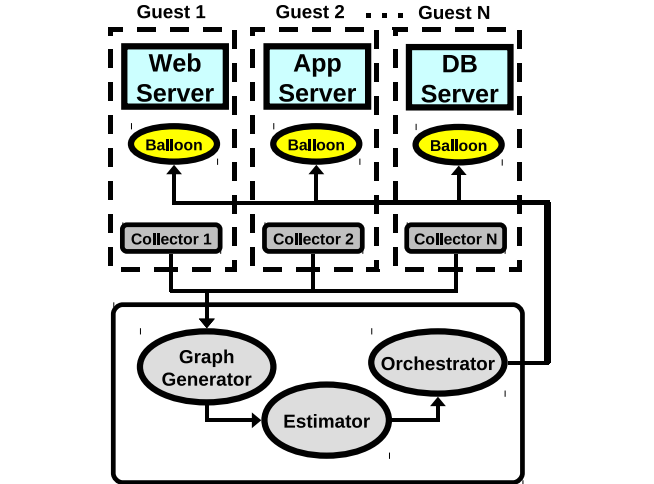 Guest 1
Guest 2
. . . .
Guest N
Web
Server
App
Server
DB
Server
Balloon
Balloon
Balloon
Collector 1
Collector 2
Collector N
Graph
Generator
Orchestrator
Estimator